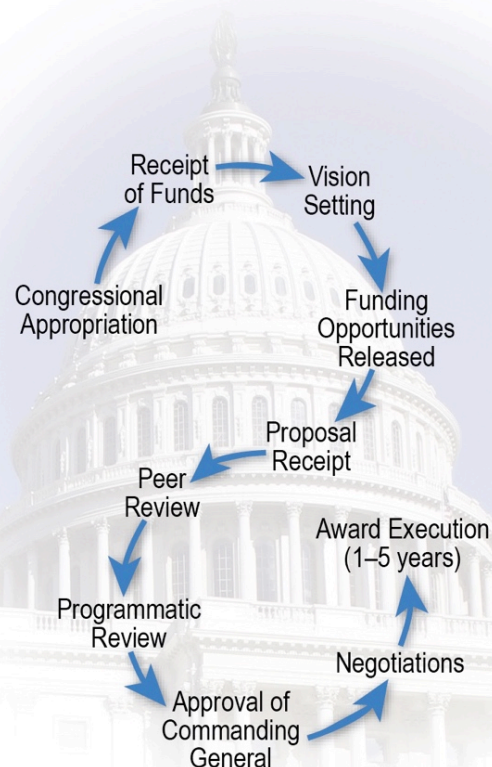 Receipt
of Funds
Vision
Setting
Congressional
Appropriation
Funding
Opportunities
Released
Proposal
Receipt
Peer
Review
Award Execution
(1–5 years)
Programmatic
Review
Negotiations
Approval of
Commanding
General